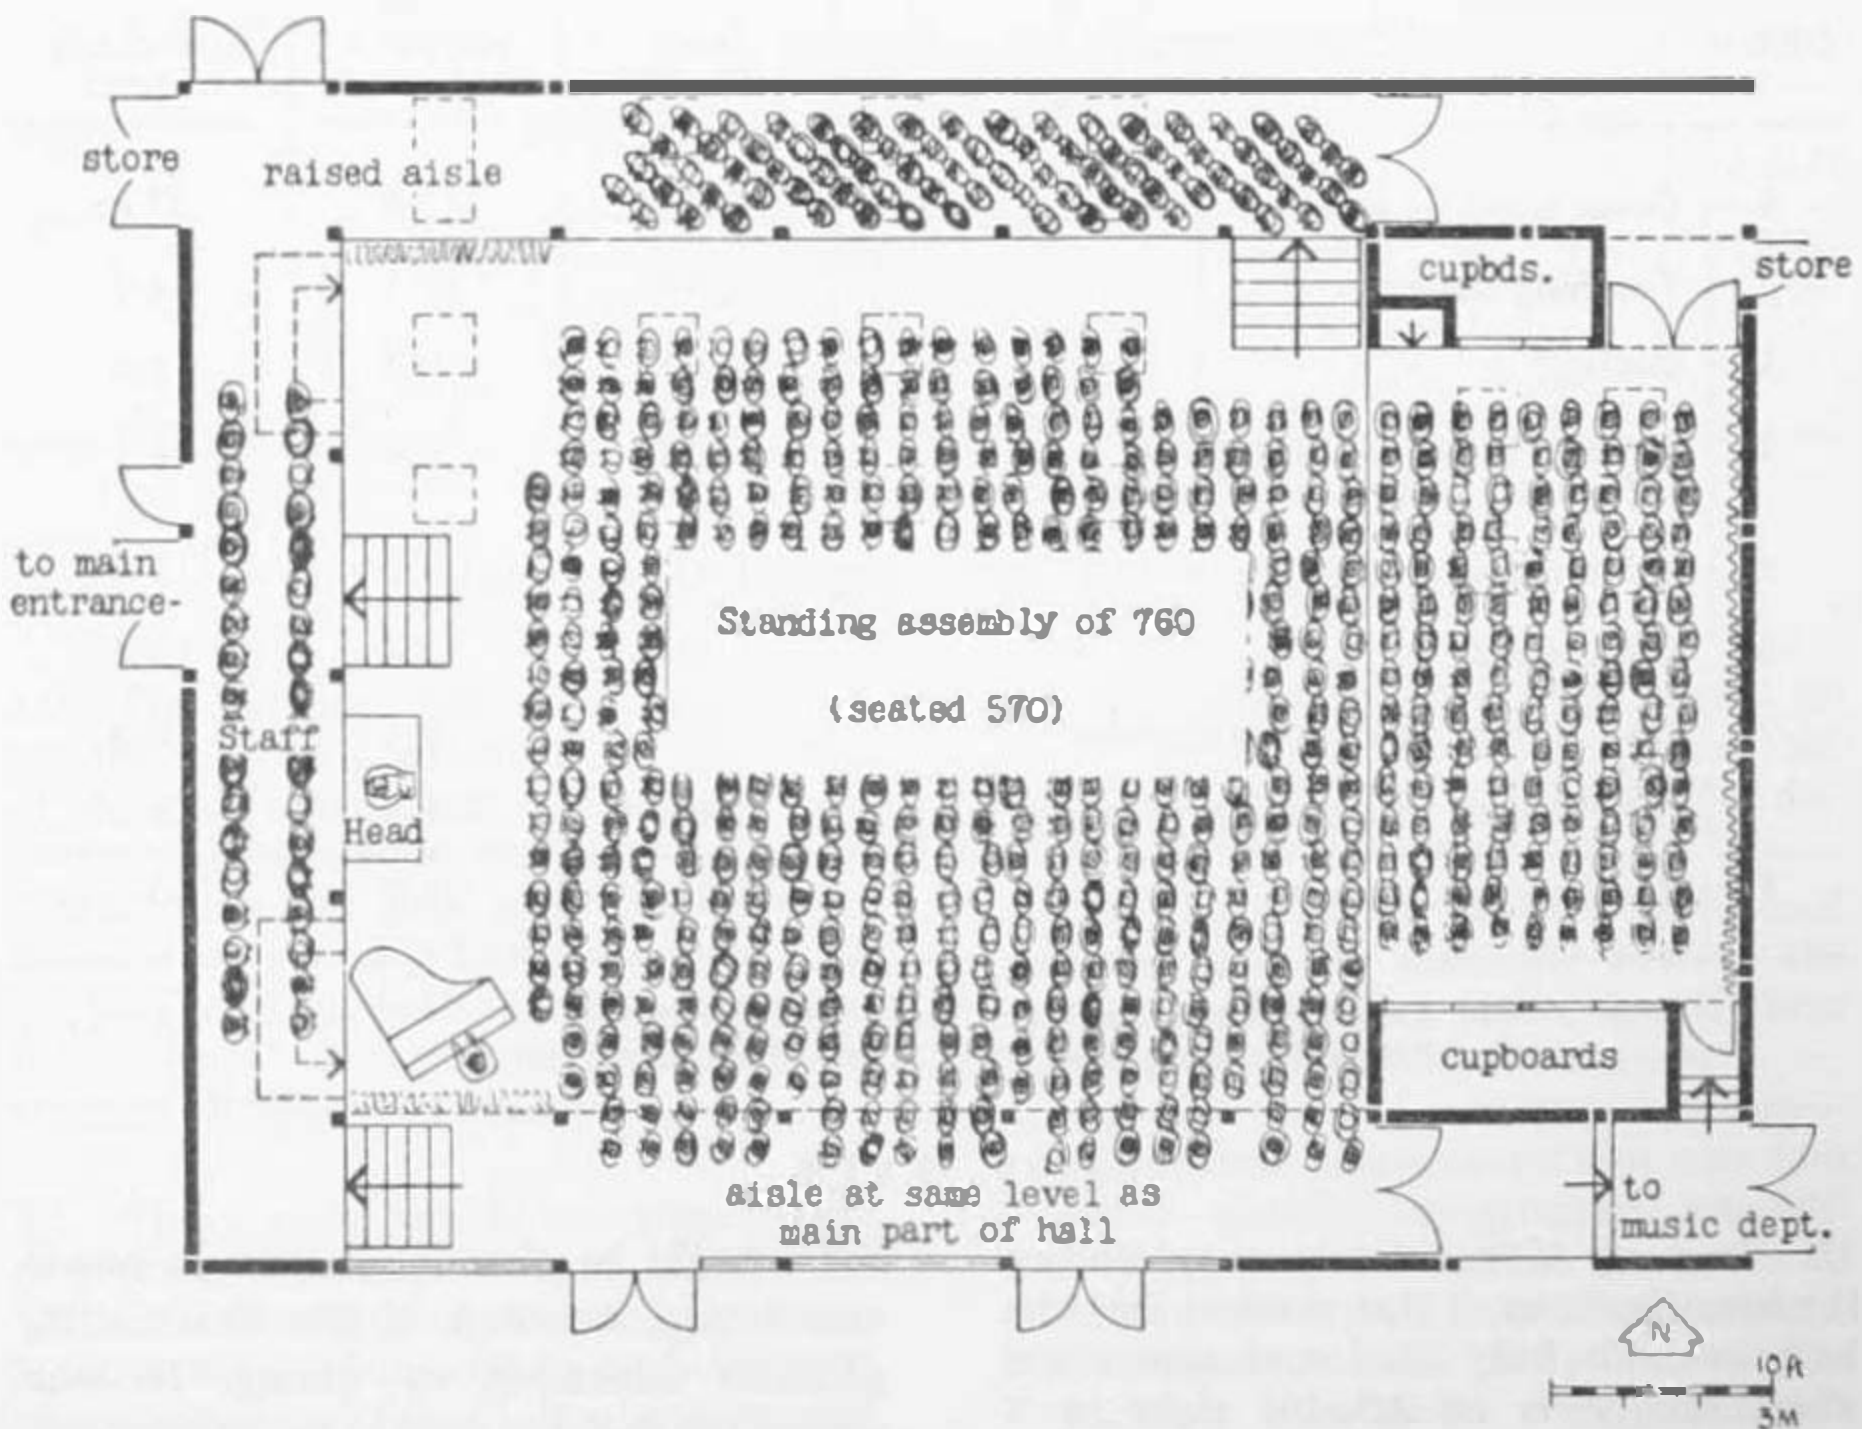 store
raised aisle
cupbds.
store
to main
entrance-
Standing assembly of 760
(seated 570)
Staff
Head
cupboards
aisle at same level as
main part of hall
to
music dept.
N
10ft
3M